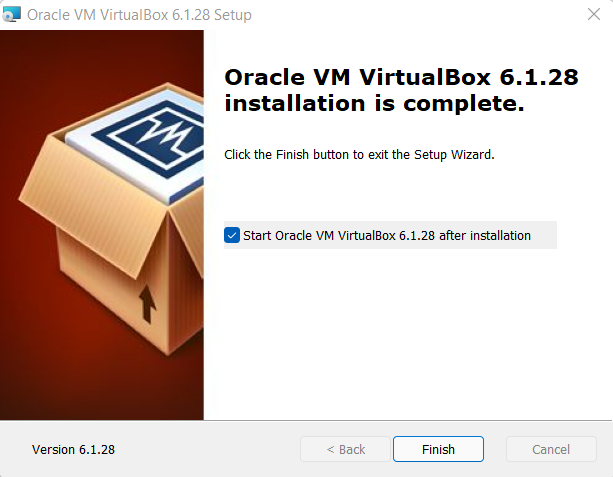 Oracle VM VirtualBox 6.1.28 Setup
Oracle VM VirtualBox 6.1.28
installation is complete.
Click the Finish button to exit the Setup Wizard.
Start Oracle VM VirtualBox 6.1.28 after installation
Version 6.1.28
< Back
Finish
Cancel